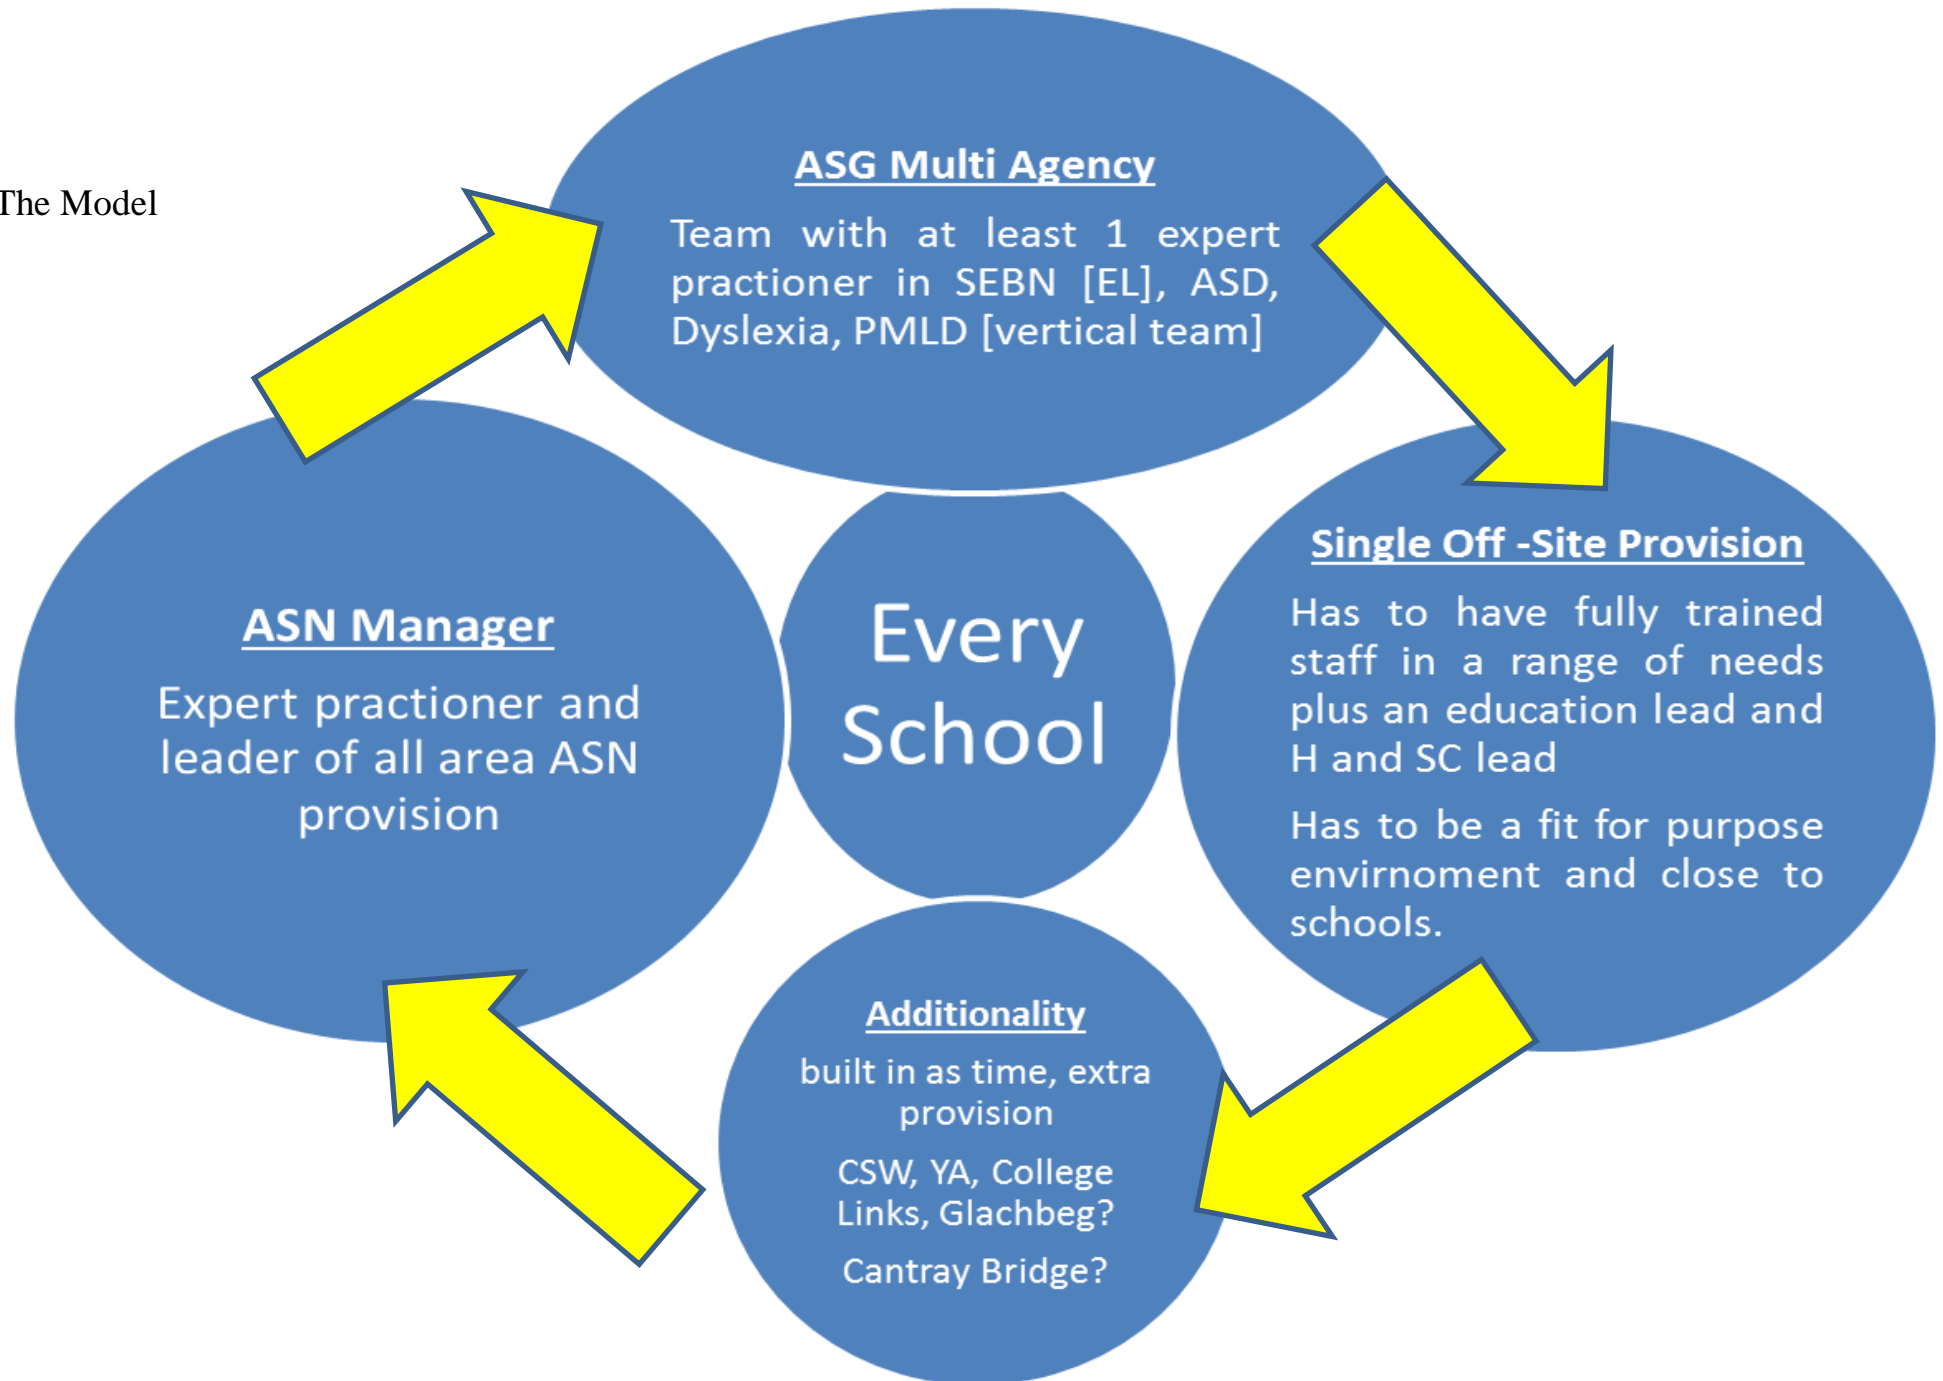 The Model
ASG Multi Agency
Team with at least 1 expert
practioner in SEBN [EL], ASD,
Dyslexia, PMLD [vertical team]
Single Off -Site Provision
Has to have fully trained
staff in a range of needs
plus an education lead and
H and SC lead
Has to be a fit for purpose
envirnoment and close to
schools.
Every
School
ASN Manager
Expert practioner and
leader of all area ASN
provision
Additionality
built in as time, extra
provision
CSW, YA, College
Links, Glachbeg?
Cantray Bridge?